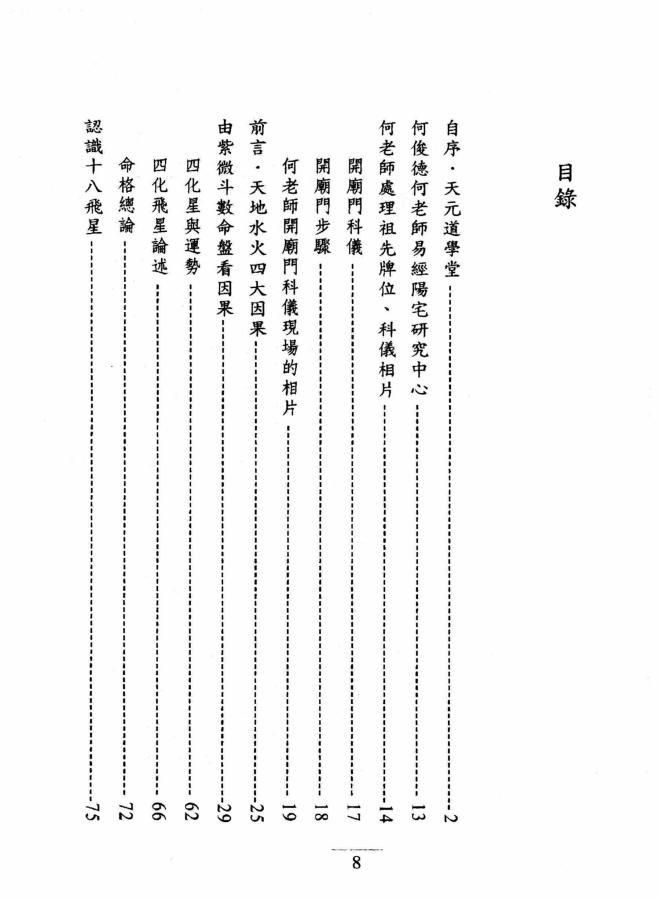 目錄
自序．天元道學堂 2
何俊德何老師易經陽宅研究中心 13
何老師處理祖先牌位、科儀相片 14
開廟門科儀 17
開廟門步驟 18
何老師開廟門科儀現場的相片 19
前言．天地水火四大因果 25
由紫微斗數命盤看因果 29
四化星與運勢 62
四化飛星論述 66
命格總論 72
認識十八飛星 75
8